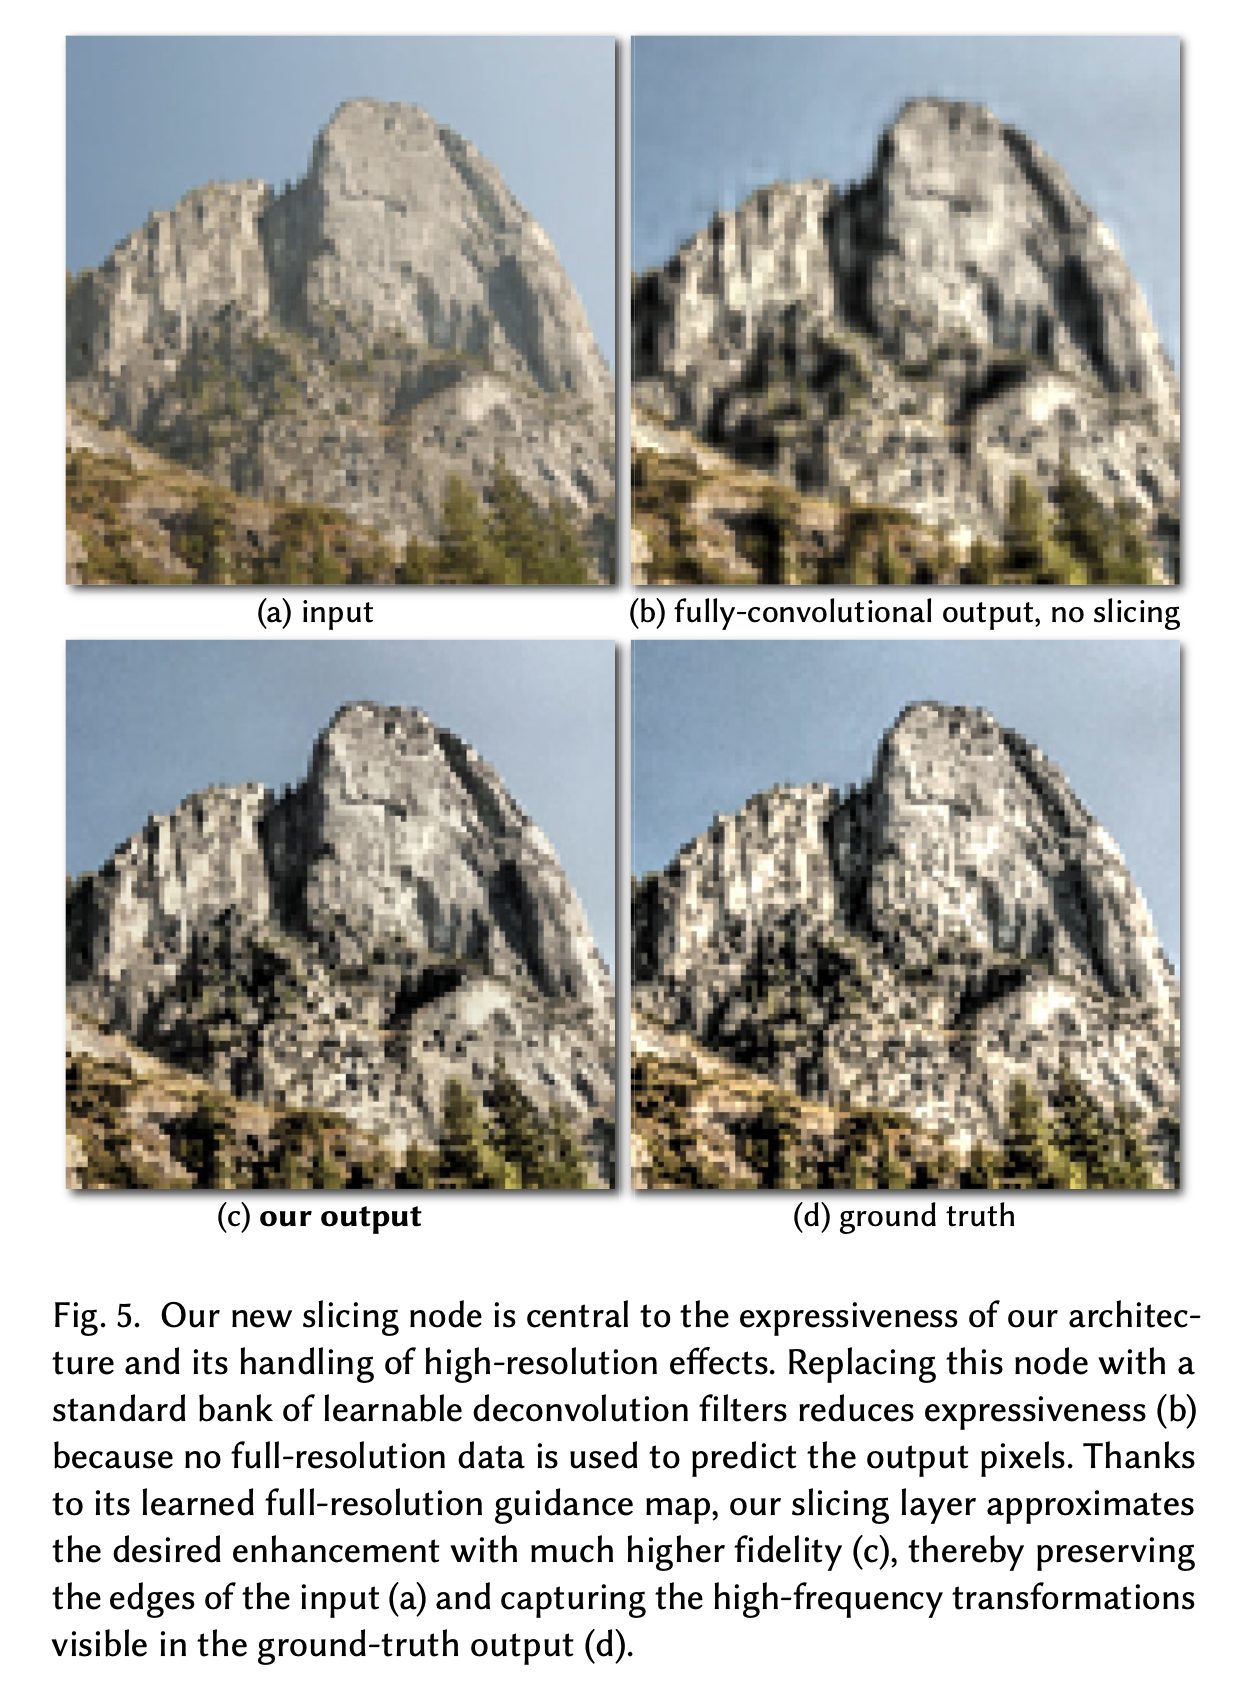 (a) input
(b) fully-convolutional output, no slicing
(c) our output
(d) ground truth
Fig. 5. Our new slicing node is central to the expressiveness of our architec-
ture and its handling of high-resolution effects. Replacing this node with a
standard bank of learnable deconvolution filters reduces expressiveness (b)
because no full-resolution data is used to predict the output pixels. Thanks
to its learned full-resolution guidance map, our slicing layer approximates
the desired enhancement with much higher fidelity (c), thereby preserving
the edges of the input (a) and capturing the high-frequency transformations
visible in the ground-truth output (d).